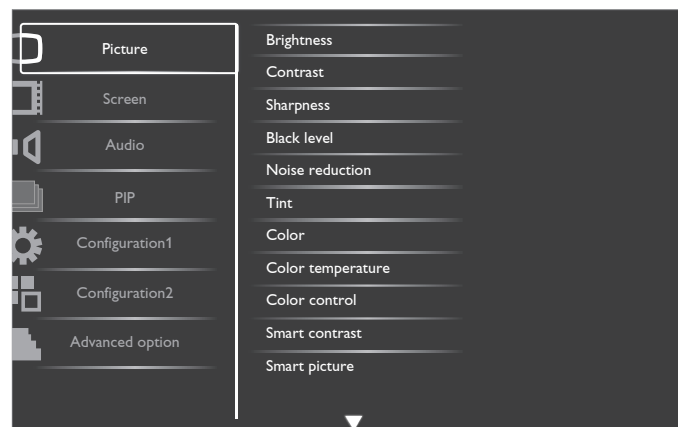 Picture
Screen
Audio
PIP
Configuration1
Configuration2
Advanced option
Brightness
Contrast
Sharpness
Black level
Noise reduction
Tint
Color
Color temperature
Color control
Smart contrast
Smart picture